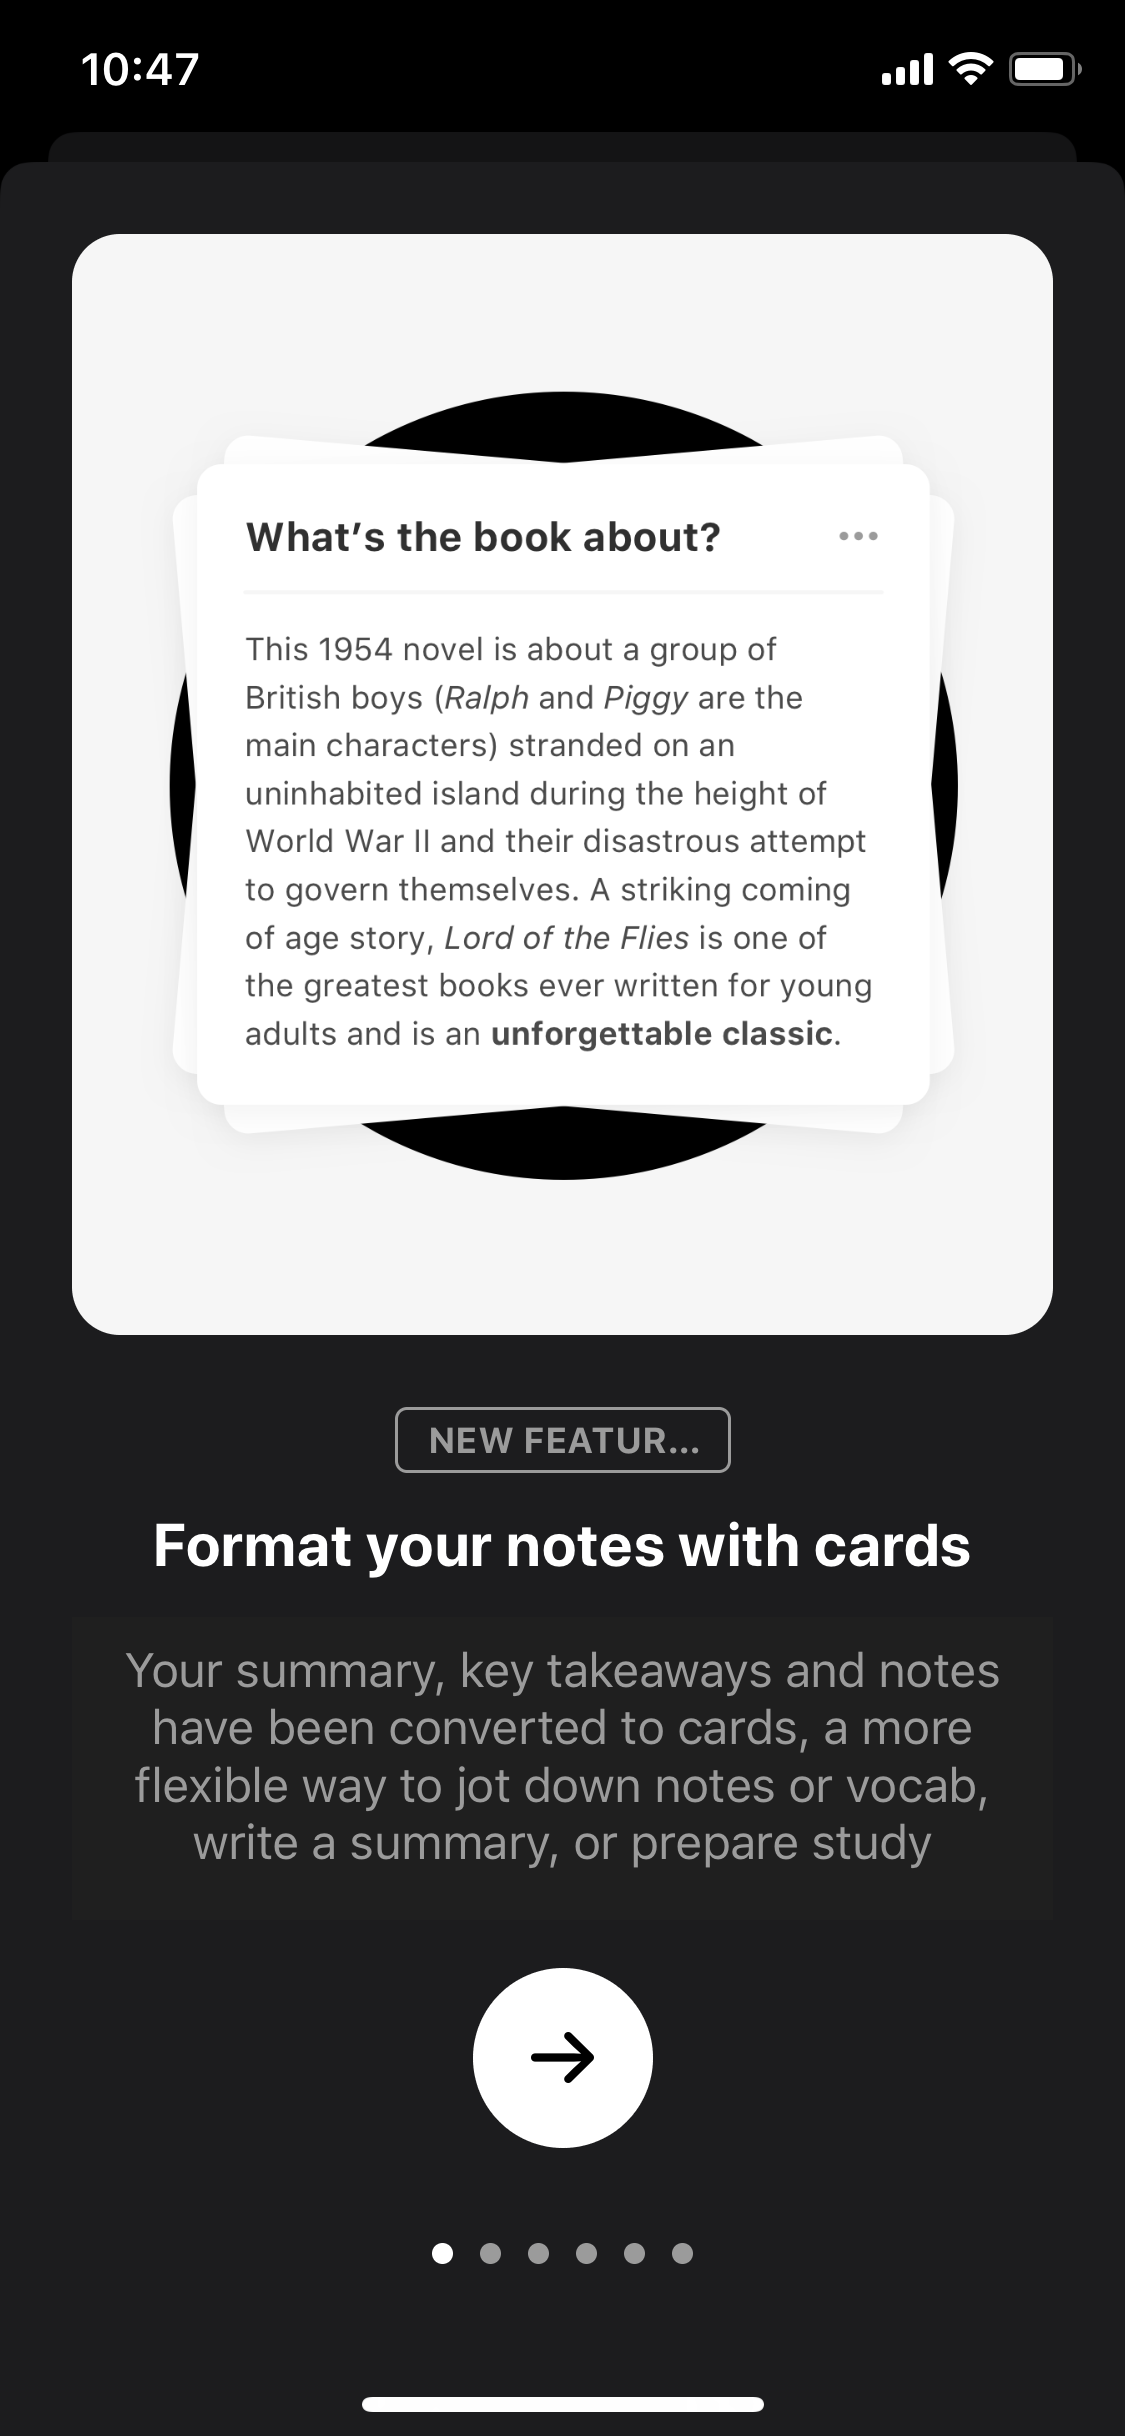 10:47
What's the book about?
This 1954 novel is about a group of
British boys (Ralph and Piggy are the
main characters) stranded on an
uninhabited island during the height of
World War II and their disastrous attempt
to govern themselves. A striking coming
of age story, Lord of the Flies is one of
the greatest books ever written for young
adults and is an unforgettable classic.
NEW FEATUR...
Format your notes with cards
Your summary, key takeaways and notes
have been converted to cards, a more
flexible way to jot down notes or vocab,
write a summary, or prepare study